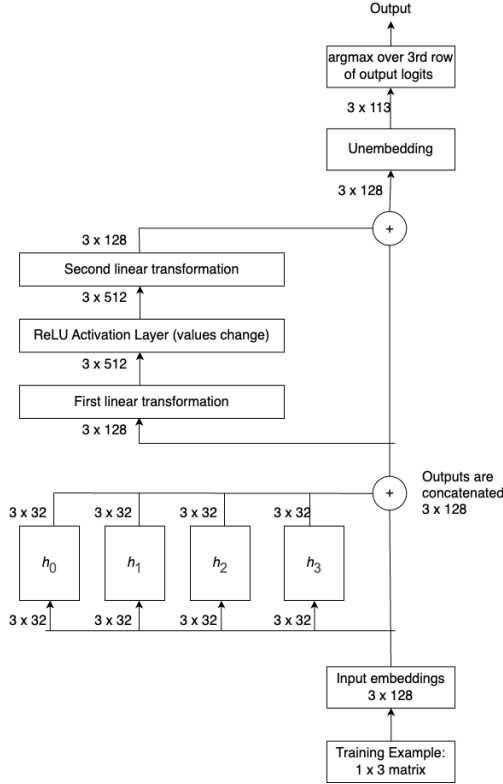 Output
argmax over 3rd row
of output logits
3 x 113
Unembedding
3 x 128
+
3 x 128
Second linear transformation
3 x 512
ReLU Activation Layer (values change)
3 x 512
First linear transformation
3 x 128
+
Outputs are
concatenated
3 x 128
3 x 32 3 x 32 3 x 32 3 x 32
h0 h1 h2 h3
3 x 32 3 x 32 3 x 32 3 x 32
Input embeddings
3 x 128
Training Example:
1 x 3 matrix